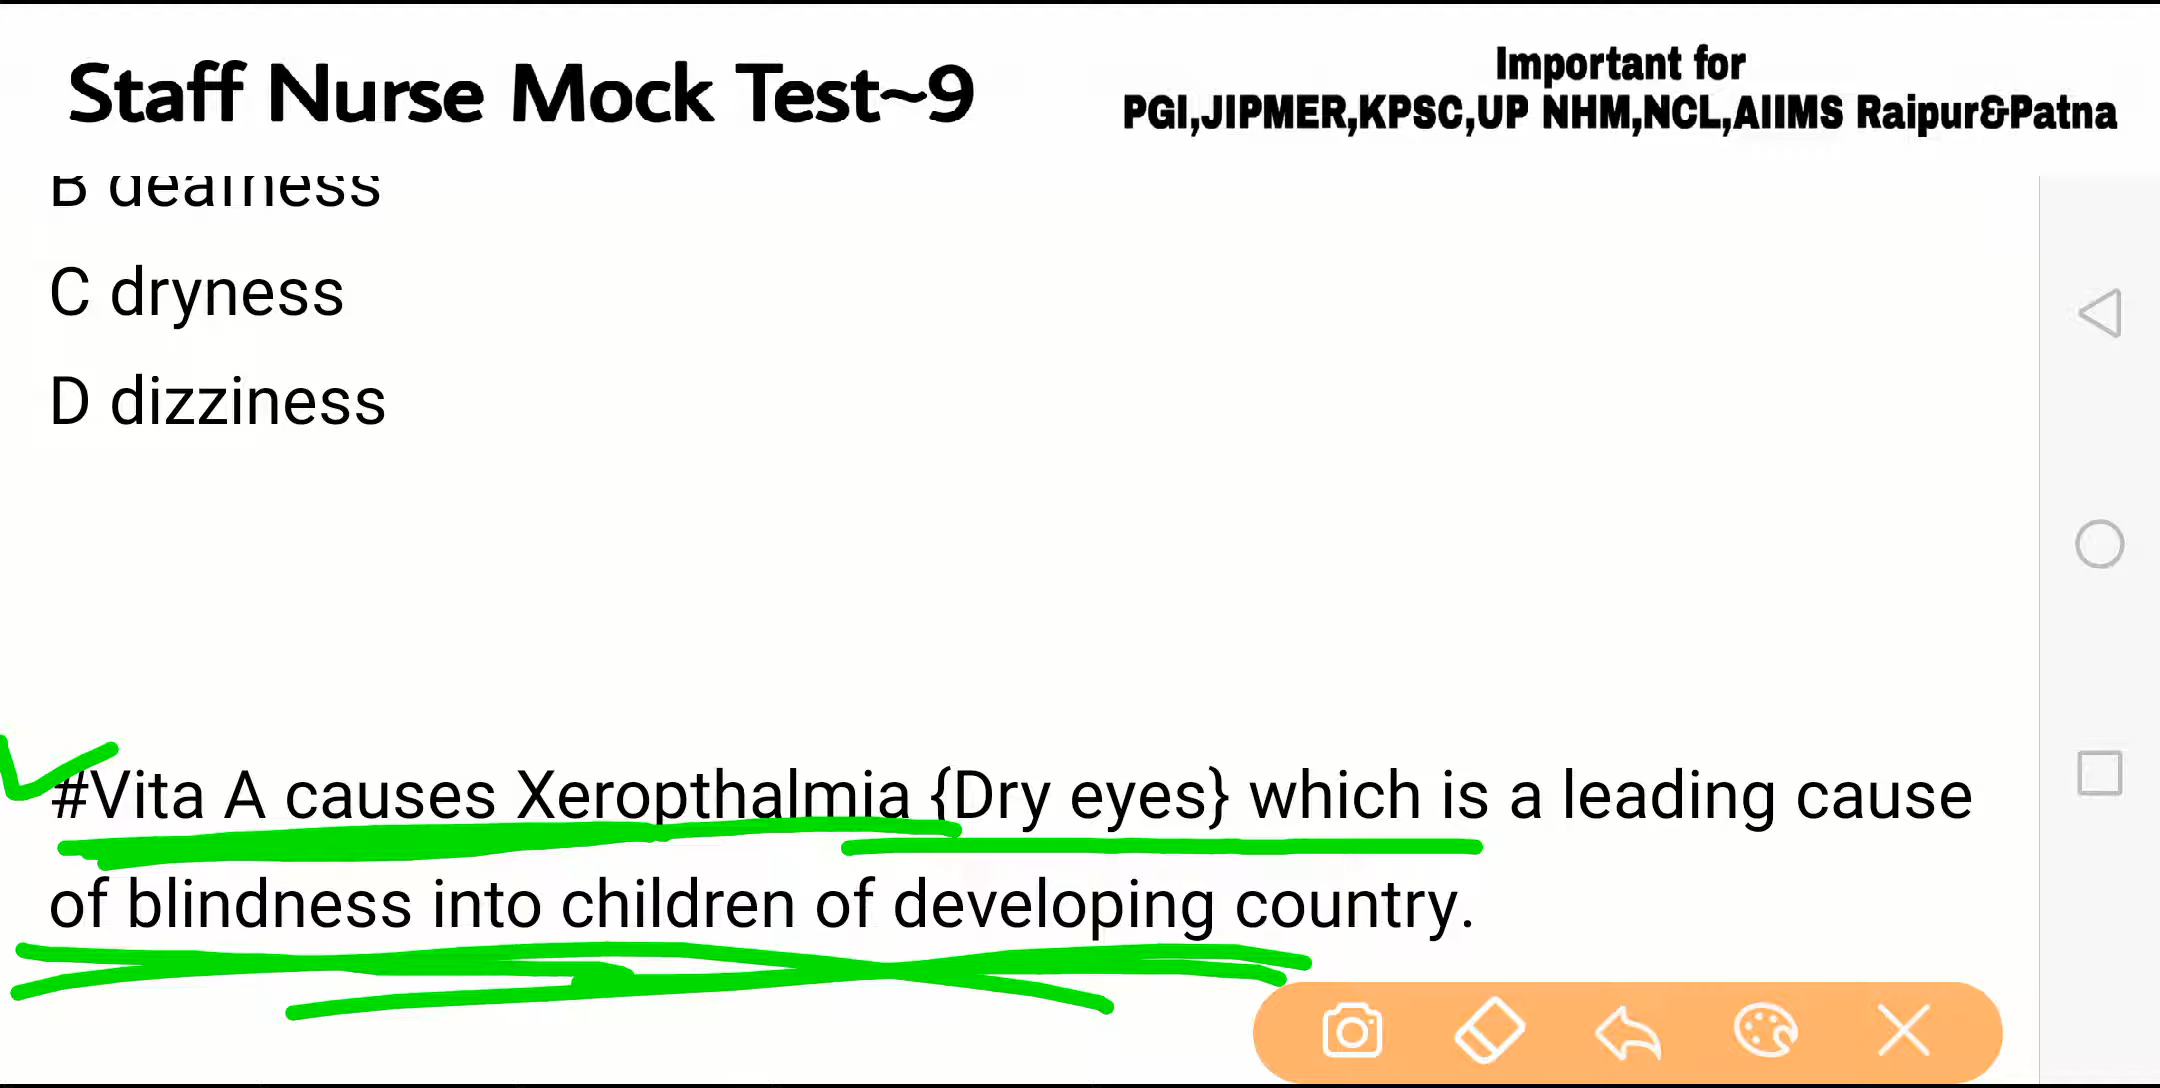 Staff Nurse Mock Test~9
Important for
PGI,JIPMER,KPSC,UP NHM,NCL,AIIMS Raipur&Patna
B deafness
C dryness
D dizziness
#Vita A causes Xeropthalmia {Dry eyes} which is a leading cause
of blindness into children of developing country.